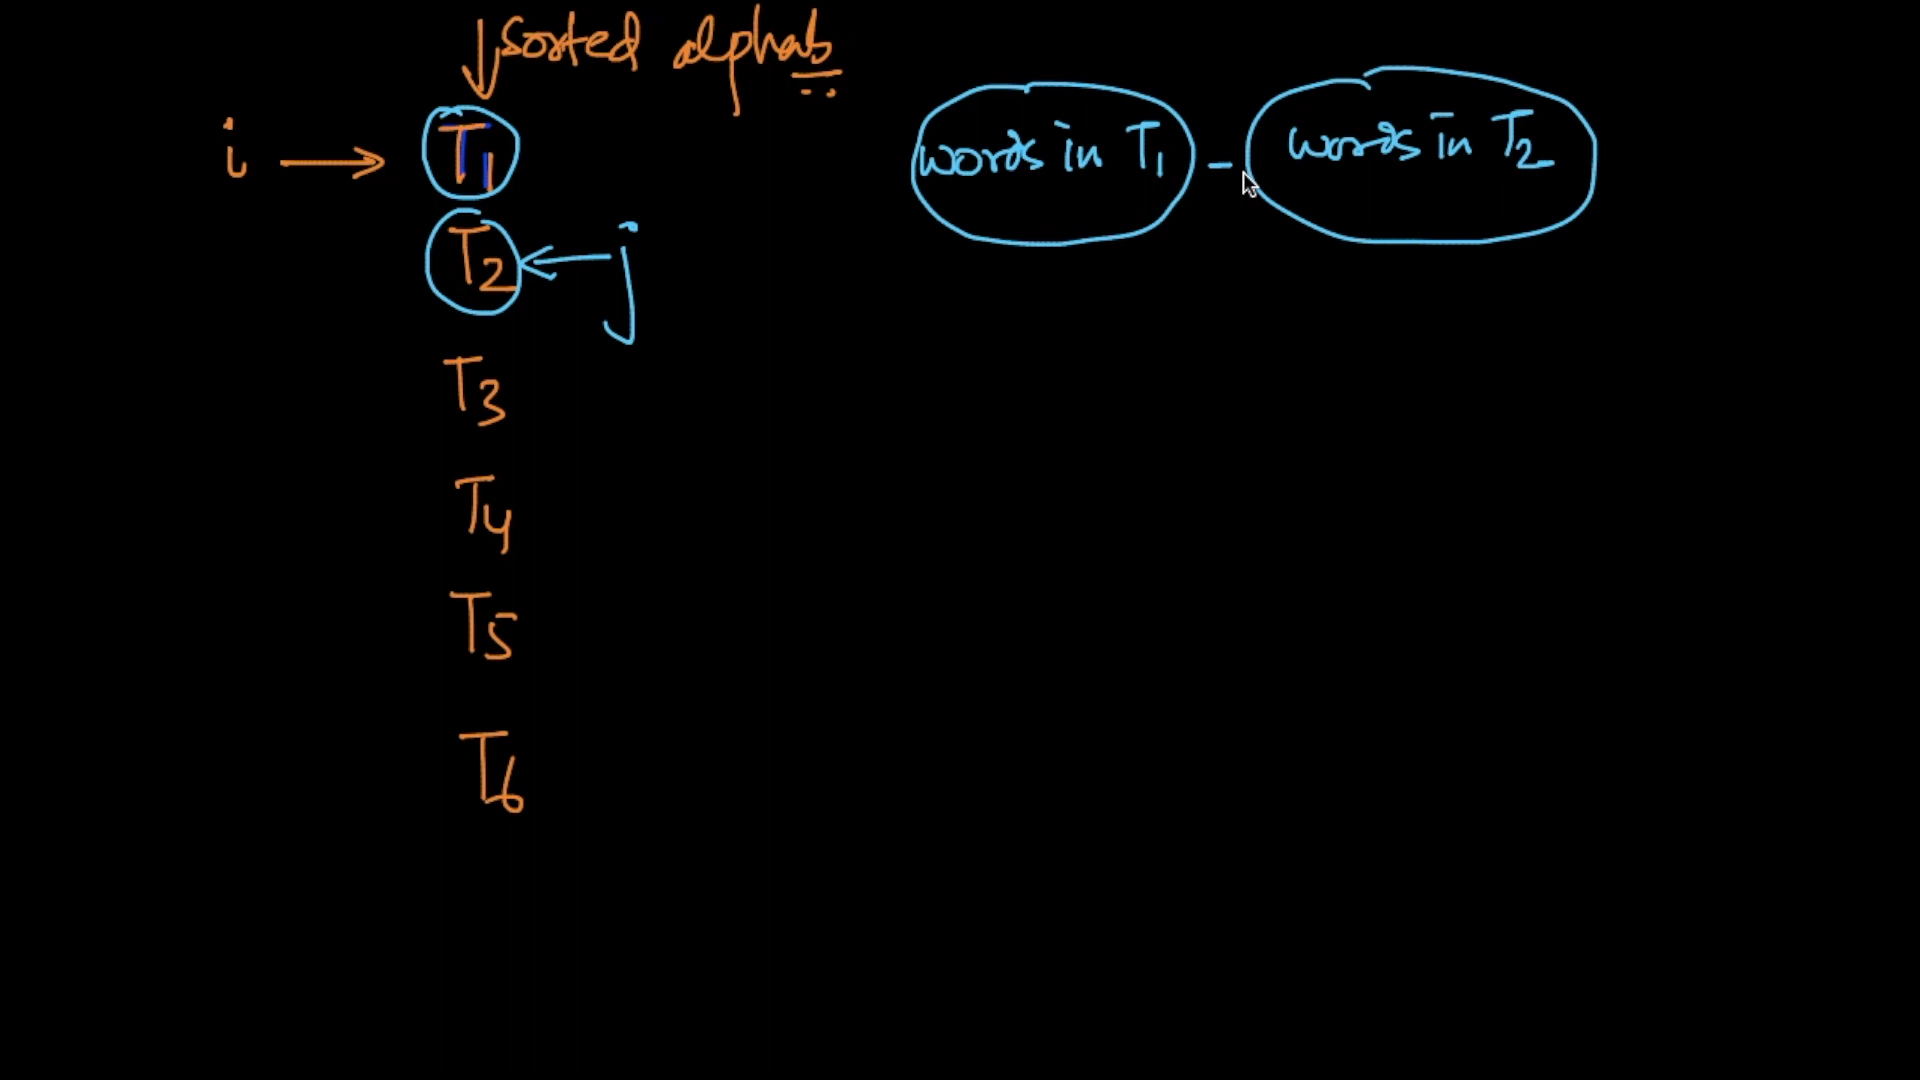 sorted alphab
i → T1
words in T1 - words in T2
T2 ← j
T3
T4
T5
T6